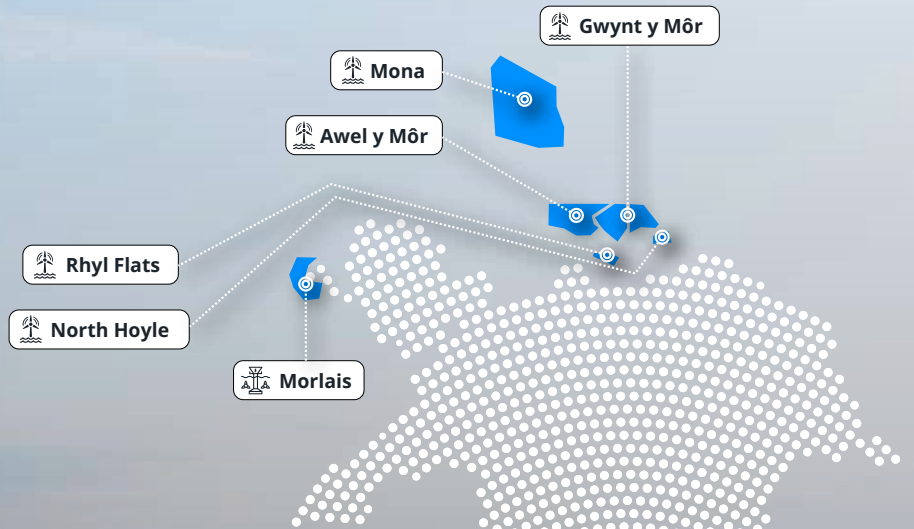 Gwynt y Môr
Mona
Awel y Môr
Rhyl Flats
North Hoyle
Morlais